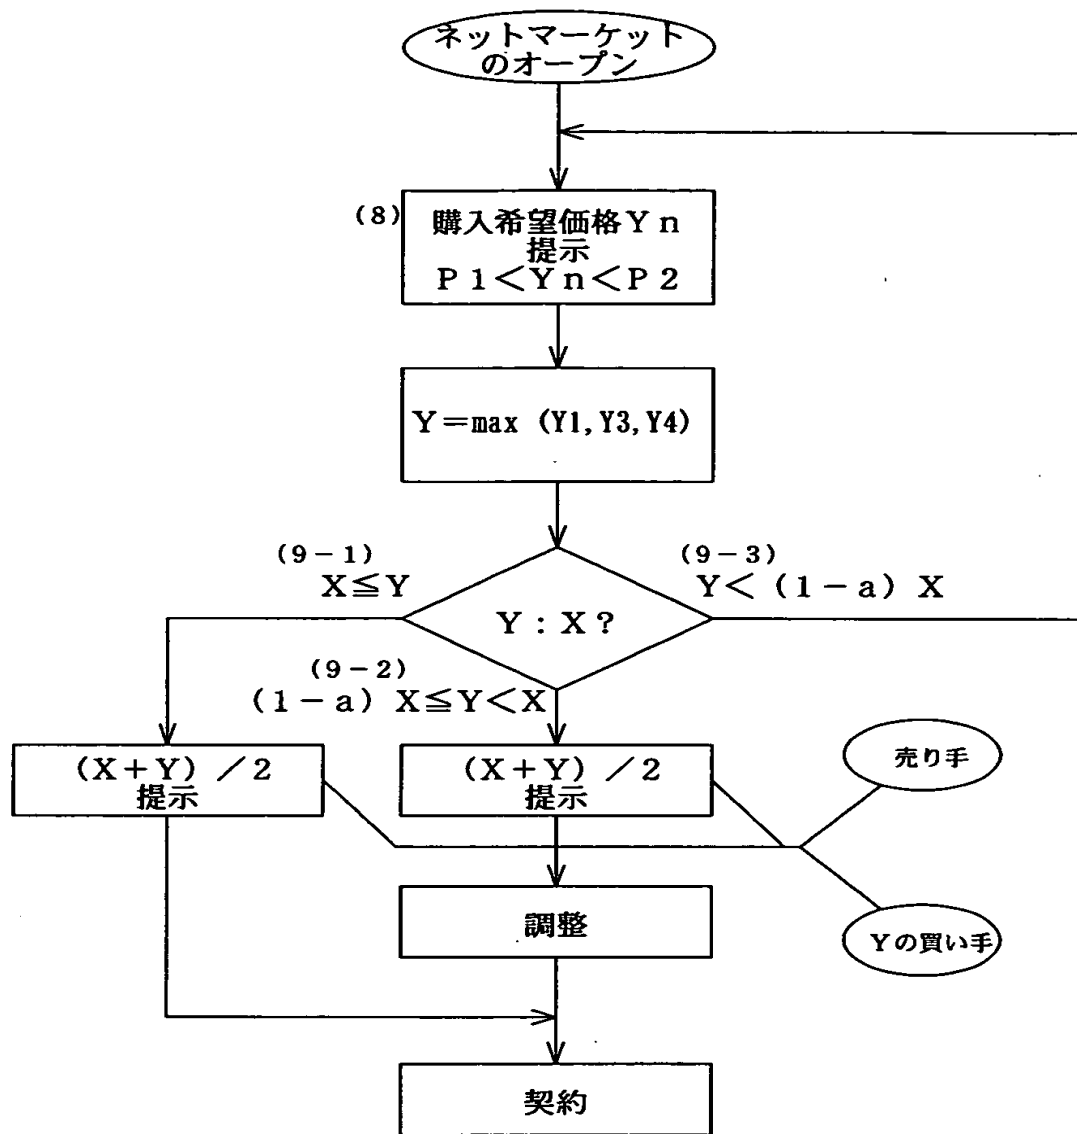 ネットマーケット
のオープン
(8)
購入希望価格Yn
提示
P1<Yn<P2
Y=max (Y1,Y3,Y4)
(9-1)
X≦Y
(9-3)
Y<(1-a)X
Y:X?
(9-2)
(1-a)X≦Y<X
(X+Y)/2
提示
(X+Y)/2
提示
売り手
調整
Yの買い手
契約